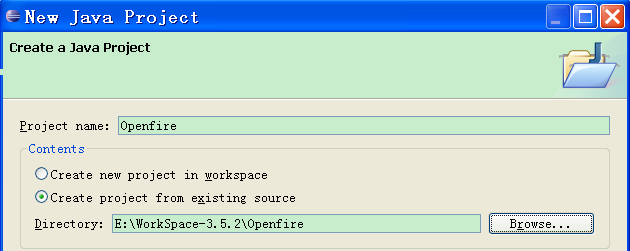 New Java Project
Create a Java Project
Project name: Openfire
Contents
Create new project in workspace
Create project from existing source
Directory: E:\WorkSpace-3.5.2\Openfire Browse...